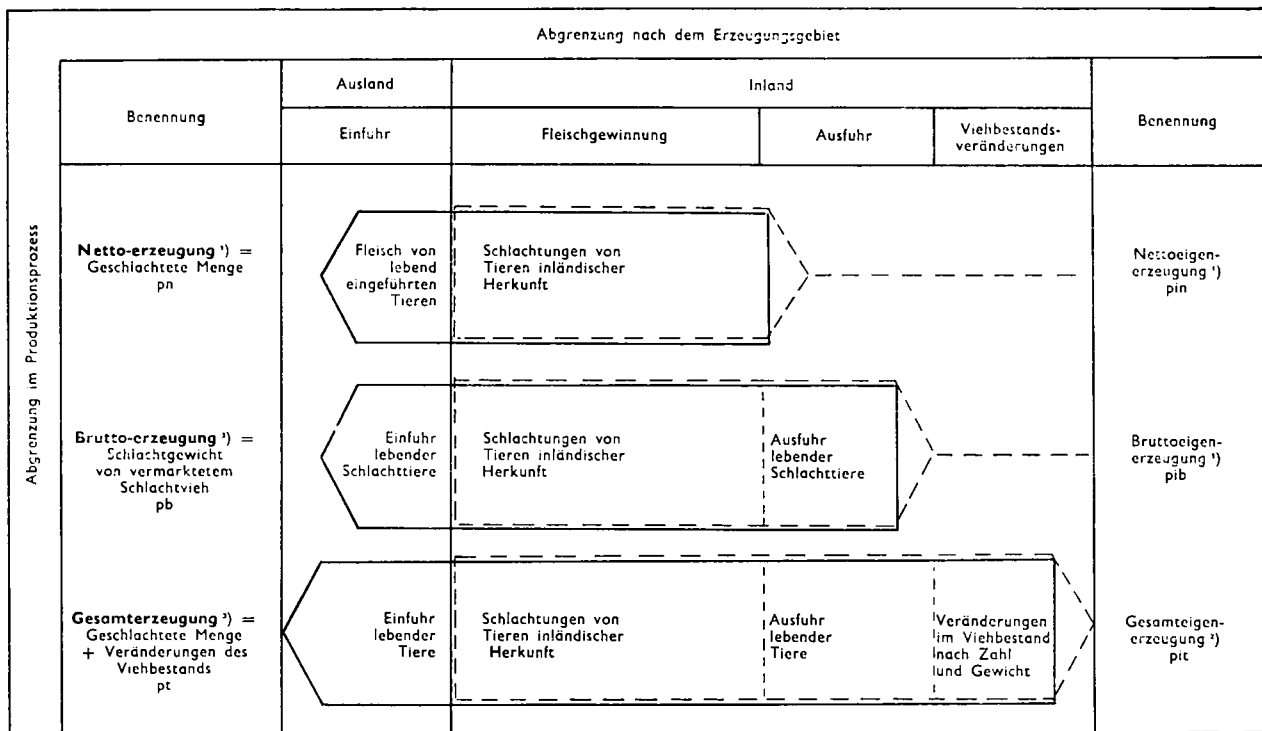 Abgrenzung nach dem Erzeugungsgebiet
Abgrenzung im Produktionsprozess
Benennung
Ausland
Inland
Benennung
Einfuhr
Fleischgewinnung
Ausfuhr
Viehbestands-
veränderungen
Netto-erzeugung ¹) =
Geschlachtete Menge
pn
Fleisch von
lebend
eingeführten
Tieren
Schlachtungen von
Tieren inländischer
Herkunft
Nettoeigen-
erzeugung ¹)
pin
Brutto-erzeugung ¹) =
Schlachtgewicht
von vermarktetem
Schlachtvieh
pb
Einfuhr
lebender
Schlachttiere
Schlachtungen von
Tieren inländischer
Herkunft
Ausfuhr
lebender
Schlachttiere
Bruttoeigen-
erzeugung ¹)
pib
Gesamterzeugung ²) =
Geschlachtete Menge
+ Veränderungen des
Viehbestands
pt
Einfuhr
lebender
Tiere
Schlachtungen von
Tieren inländischer
Herkunft
Ausfuhr
lebender
Tiere
Veränderungen
im Viehbestand
nach Zahl
und Gewicht
Gesamteigen-
erzeugung ²)
pit